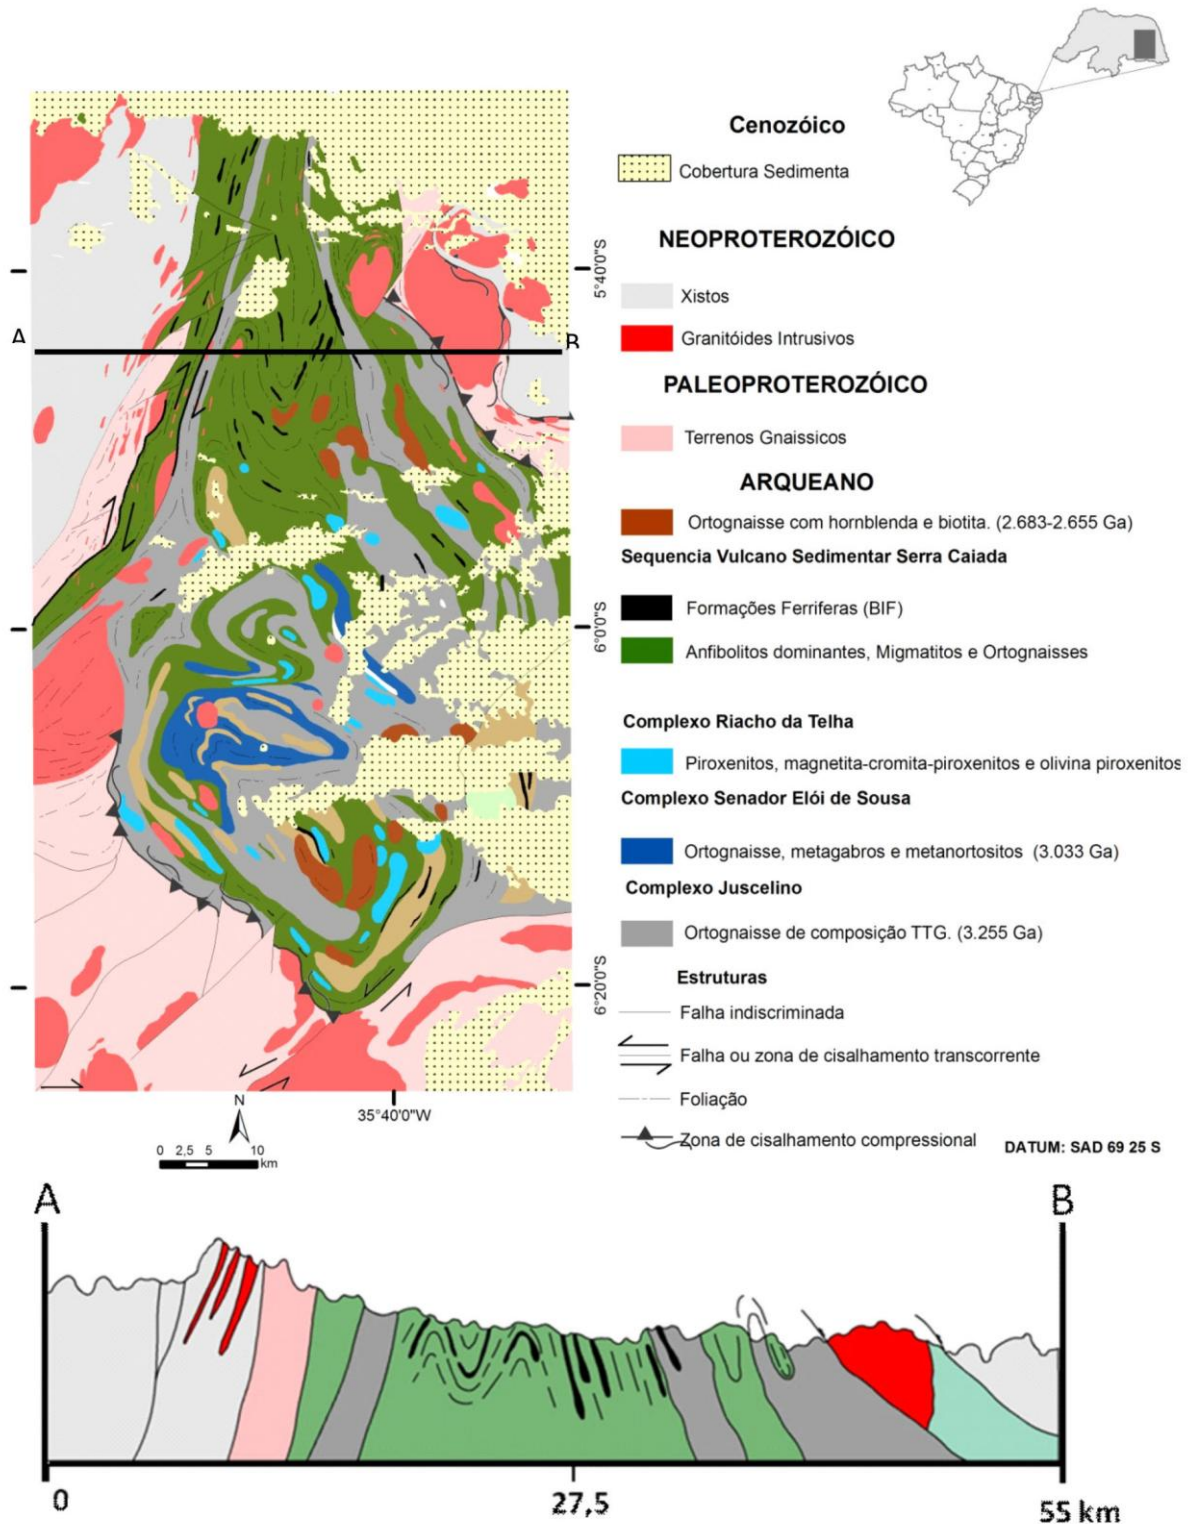 Cenozóico
Cobertura Sedimenta
NEOPROTEROZÓICO
Xistos
Granitóides Intrusivos
PALEOPROTEROZÓICO
Terrenos Gnaissicos
ARQUEANO
Ortognaisse com hornblenda e biotita. (2.683-2.655 Ga)
Sequencia Vulcano Sedimentar Serra Caiada
Formações Ferriferas (BIF)
Anfibolitos dominantes, Migmatitos e Ortognaisses
Complexo Riacho da Telha
Piroxenitos, magnetita-cromita-piroxenitos e olivina piroxenitos
Complexo Senador Elói de Sousa
Ortognaisse, metagabros e metanortositos (3.033 Ga)
Complexo Juscelino
Ortognaisse de composição TTG. (3.255 Ga)
Estruturas
Falha indiscriminada
Falha ou zona de cisalhamento transcorrente
Foliação
Zona de cisalhamento compressional
DATUM: SAD 69 25 S
A
B
5°40'0"S
6°0'0"S
6°20'0"S
35°40'0"W
N
0 2,5 5 10
km
A
B
0
27,5
55 km